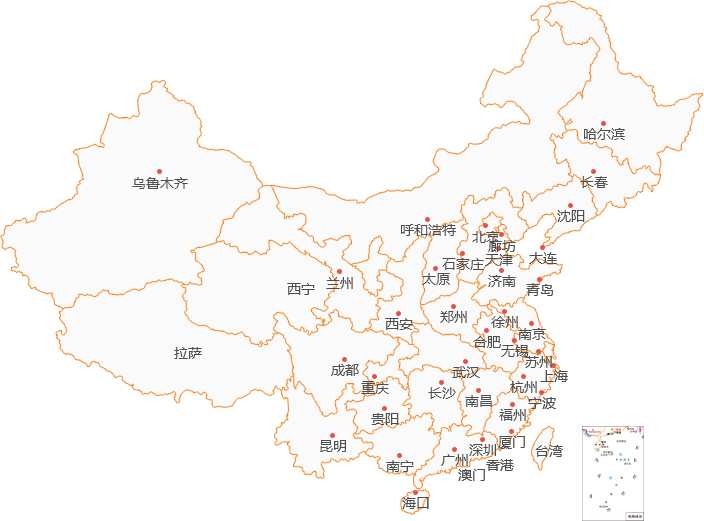 哈尔滨
乌鲁木齐
长春
沈阳
呼和浩特
北京
廊坊
天津
大连
石家庄
太原
济南
青岛
兰州
西宁
郑州
徐州
西安
南京
合肥
无锡
苏州
拉萨
成都
武汉
上海
重庆
长沙
杭州
南昌
宁波
贵阳
福州
昆明
厦门
深圳
台湾
南宁
广州
香港
澳门
海口